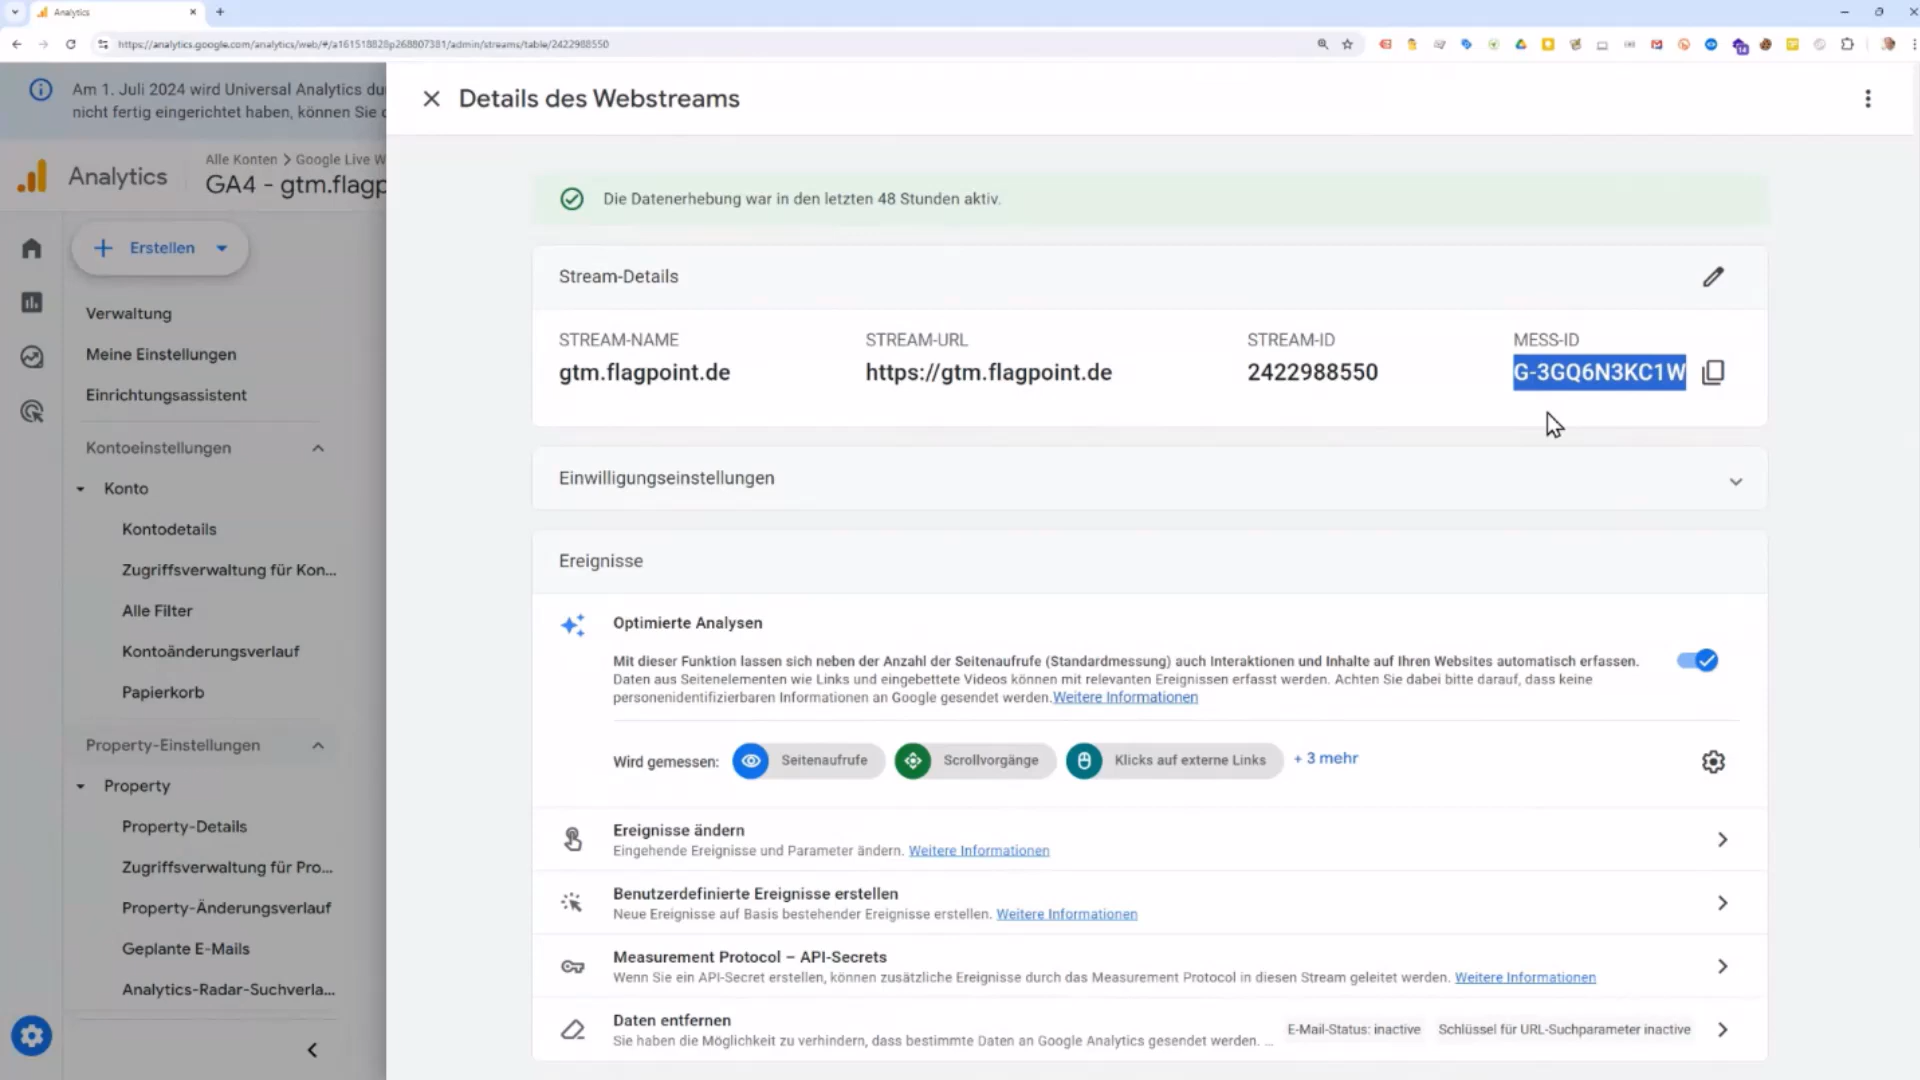 Analytics
https://analytics.google.com/analytics/web/#/a161518828p268807381/admin/streams/table/2422988550
Am 1. Juli 2024 wird Universal Analytics du
nicht fertig eingerichtet haben, können Sie d
Analytics
Alle Konten > Google Live W
GA4 - gtm.flagp
Erstellen
Verwaltung
Meine Einstellungen
Einrichtungsassistent
Kontoeinstellungen
Konto
Kontodetails
Zugriffsverwaltung für Kon...
Alle Filter
Kontoänderungsverlauf
Papierkorb
Property-Einstellungen
Property
Property-Details
Zugriffsverwaltung für Pro...
Property-Änderungsverlauf
Geplante E-Mails
Analytics-Radar-Suchverla...
Details des Webstreams
Die Datenerhebung war in den letzten 48 Stunden aktiv.
Stream-Details
STREAM-NAME
gtm.flagpoint.de
STREAM-URL
https://gtm.flagpoint.de
STREAM-ID
2422988550
MESS-ID
G-3GQ6N3KC1W
Einwilligungseinstellungen
Ereignisse
Optimierte Analysen
Mit dieser Funktion lassen sich neben der Anzahl der Seitenaufrufe (Standardmessung) auch Interaktionen und Inhalte auf Ihren Websites automatisch erfassen.
Daten aus Seitenelementen wie Links und eingebettete Videos können mit relevanten Ereignissen erfasst werden. Achten Sie dabei bitte darauf, dass keine
personenidentifizierbaren Informationen an Google gesendet werden. Weitere Informationen
Wird gemessen: Seitenaufrufe Scrollvorgänge Klicks auf externe Links + 3 mehr
Ereignisse ändern
Eingehende Ereignisse und Parameter ändern. Weitere Informationen
Benutzerdefinierte Ereignisse erstellen
Neue Ereignisse auf Basis bestehender Ereignisse erstellen. Weitere Informationen
Measurement Protocol – API-Secrets
Wenn Sie ein API-Secret erstellen, können zusätzliche Ereignisse durch das Measurement Protocol in diesen Stream geleitet werden. Weitere Informationen
Daten entfernen
Sie haben die Möglichkeit zu verhindern, dass bestimmte Daten an Google Analytics gesendet werden. ...
E-Mail-Status: inactive
Schlüssel für URL-Suchparameter inactive